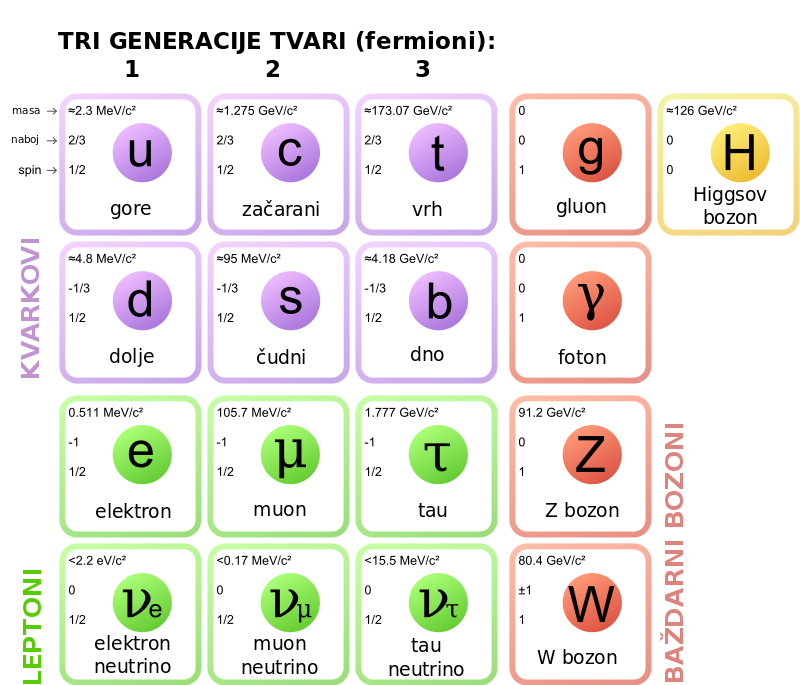 TRI GENERACIJE TVARI (fermioni):
1 2 3
masa →
naboj →
spin →
≈2.3 MeV/c²
2/3
1/2
u
gore
≈1.275 GeV/c²
2/3
1/2
c
začarani
≈173.07 GeV/c²
2/3
1/2
t
vrh
0
0
1
g
gluon
≈126 GeV/c²
0
0
H
Higgsov
bozon
KVARKOVI
≈4.8 MeV/c²
-1/3
1/2
d
dolje
≈95 MeV/c²
-1/3
1/2
s
čudni
≈4.18 GeV/c²
-1/3
1/2
b
dno
0
0
1
γ
foton
LEPTONI
0.511 MeV/c²
-1
1/2
e
elektron
105.7 MeV/c²
-1
1/2
μ
muon
1.777 GeV/c²
-1
1/2
τ
tau
91.2 GeV/c²
0
1
Z
Z bozon
<2.2 eV/c²
0
1/2
νe
elektron
neutrino
<0.17 MeV/c²
0
1/2
νμ
muon
neutrino
<15.5 MeV/c²
0
1/2
ντ
tau
neutrino
80.4 GeV/c²
±1
1
W
W bozon
BAŽDARNI BOZONI